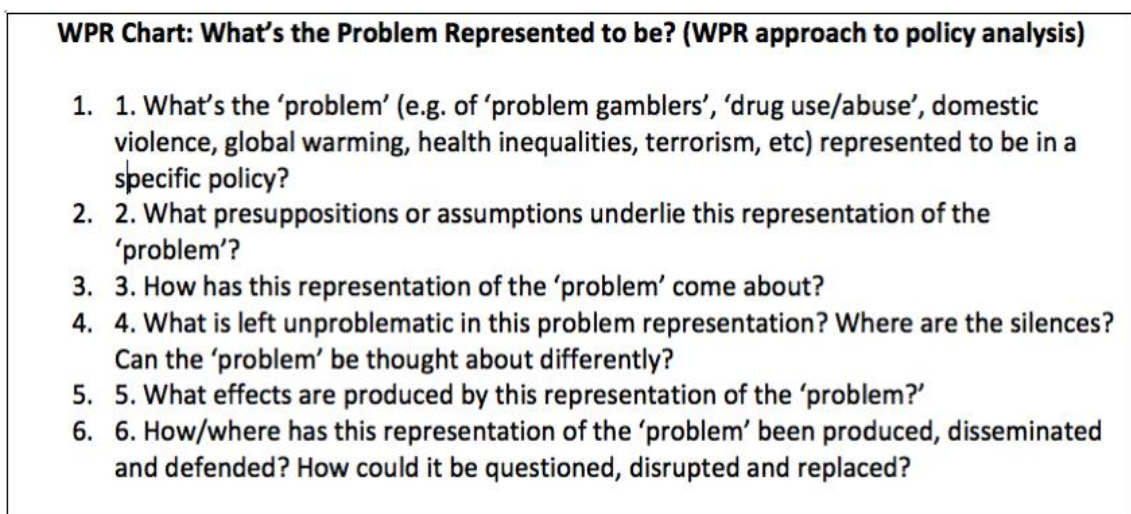 WPR Chart: What's the Problem Represented to be? (WPR approach to policy analysis)
1. 1. What's the 'problem' (e.g. of 'problem gamblers', 'drug use/abuse', domestic
violence, global warming, health inequalities, terrorism, etc) represented to be in a
specific policy?
2. 2. What presuppositions or assumptions underlie this representation of the
'problem'?
3. 3. How has this representation of the 'problem' come about?
4. 4. What is left unproblematic in this problem representation? Where are the silences?
Can the 'problem' be thought about differently?
5. 5. What effects are produced by this representation of the 'problem?'
6. 6. How/where has this representation of the 'problem' been produced, disseminated
and defended? How could it be questioned, disrupted and replaced?